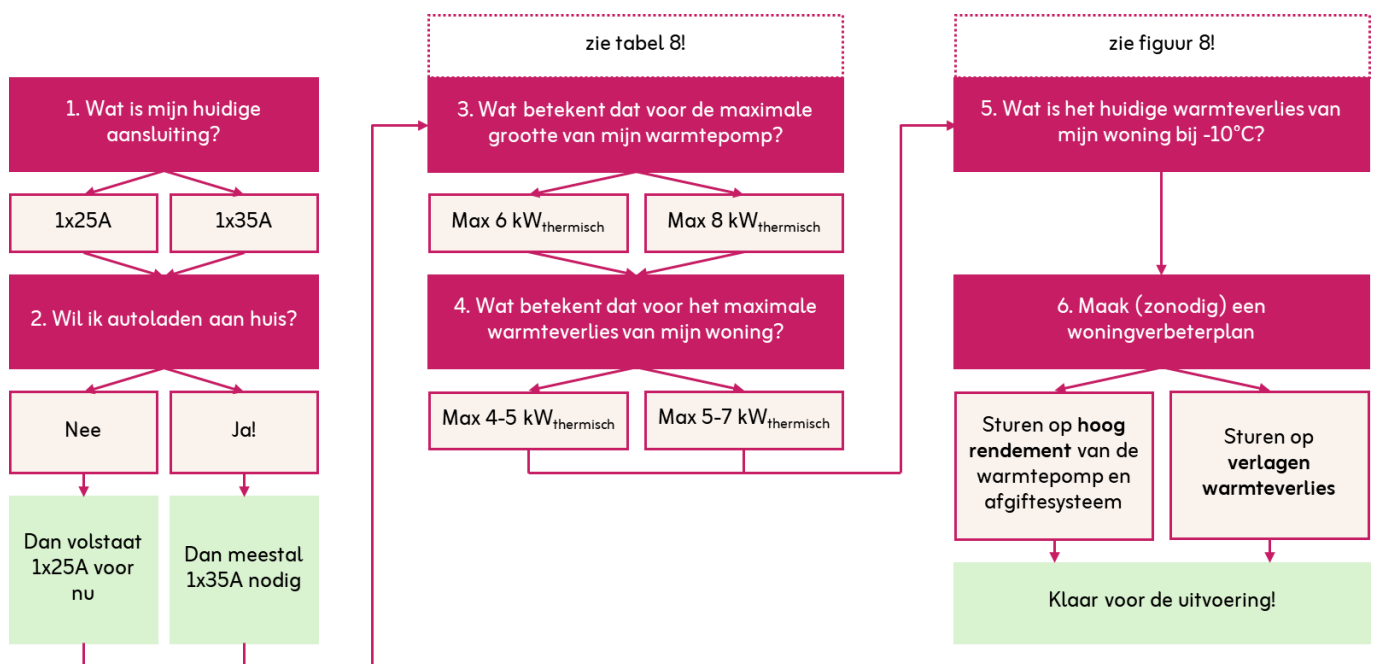 1. Wat is mijn huidige
aansluiting?
1x25A
1x35A
2. Wil ik autoladen aan huis?
Nee
Ja!
Dan volstaat
1x25A voor
nu
Dan meestal
1x35A nodig
zie tabel 8!
3. Wat betekent dat voor de maximale
grootte van mijn warmtepomp?
Max 6 kWthermisch
Max 8 kWthermisch
4. Wat betekent dat voor het maximale
warmteverlies van mijn woning?
Max 4-5 kWthermisch
Max 5-7 kWthermisch
zie figuur 8!
5. Wat is het huidige warmteverlies van
mijn woning bij -10°C?
6. Maak (zonodig) een
woningverbeterplan
Sturen op hoog
rendement van de
warmtepomp en
afgiftesysteem
Sturen op
verlagen
warmteverlies
Klaar voor de uitvoering!